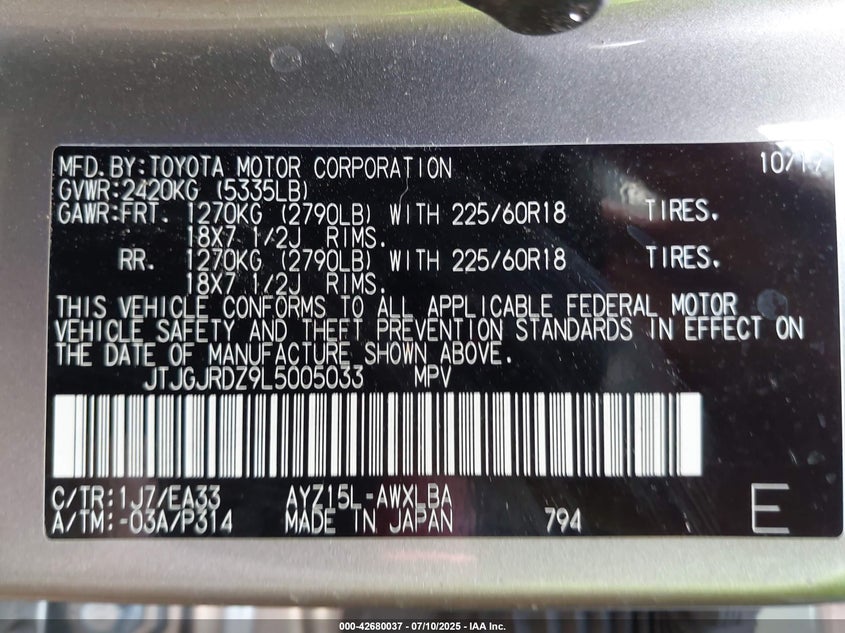 MFD.BY:TOYOTA MOTOR CORPORATION 10/19
GVWR:2420KG (5335LB)
GAWR:FRT. 1270KG (2790LB) WITH 225/60R18 TIRES.
18X7 1/2J RIMS.
RR. 1270KG (2790LB) WITH 225/60R18 TIRES.
18X7 1/2J RIMS.
THIS VEHICLE CONFORMS TO ALL APPLICABLE FEDERAL MOTOR
VEHICLE SAFETY AND THEFT PREVENTION STANDARDS IN EFFECT ON
THE DATE OF MANUFACTURE SHOWN ABOVE.
JTJGJRDZ9L5005033 MPV
C/TR:1J7/EA33 AYZ15L-AWXLBA
A/TM:-03A/P314 MADE IN JAPAN 794 E
000-42680037 - 07/10/2025 - IAA Inc.